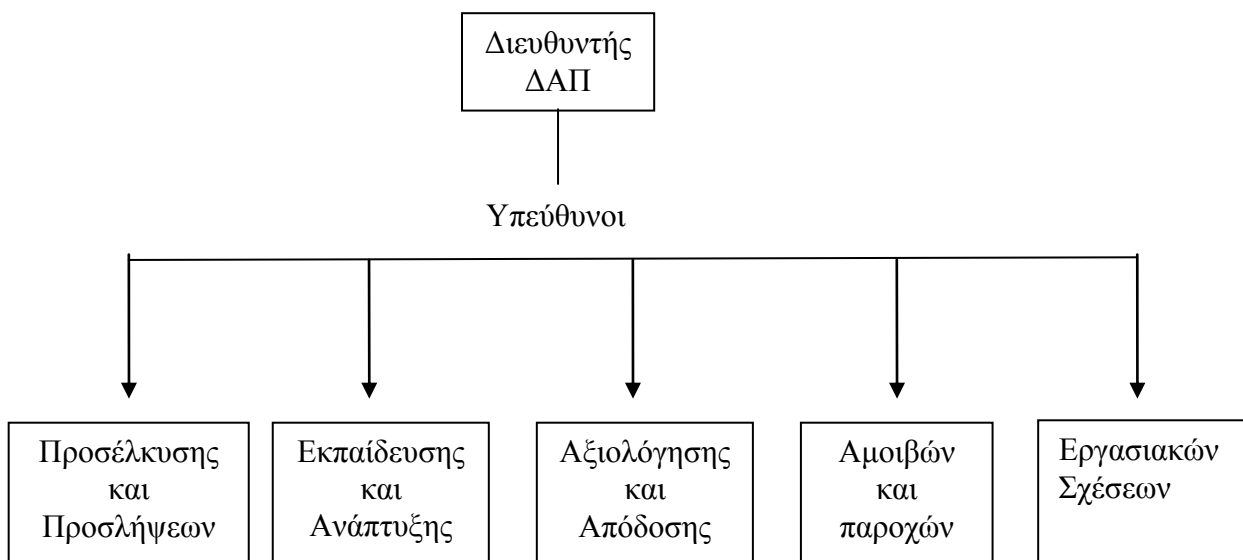 Διευθυντής
ΔΑΠ
Υπεύθυνοι
Προσέλκυσης
και
Προσλήψεων
Εκπαίδευσης
και
Ανάπτυξης
Αξιολόγησης
και
Απόδοσης
Αμοιβών
και
παροχών
Εργασιακών
Σχέσεων